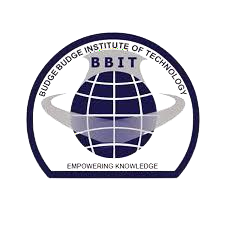 BUDGE BUDGE INSTITUTE OF TECHNOLOGY
BBIT
EMPOWERING KNOWLEDGE